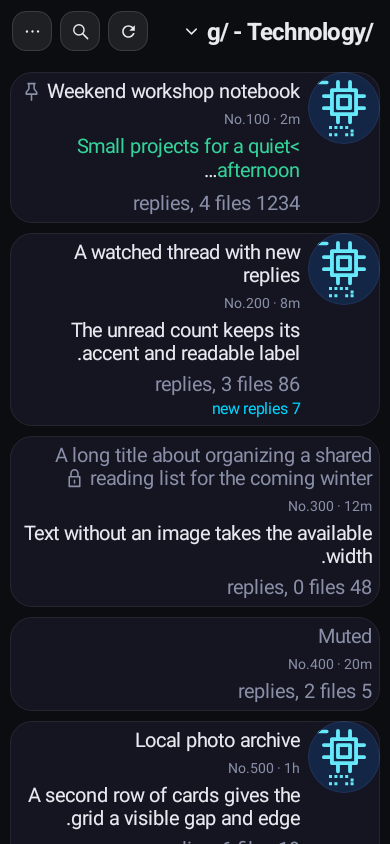 g/ - Technology/
Weekend workshop notebook
No.100 · 2m
Small projects for a quiet<
...afternoon
replies, 4 files 1234
A watched thread with new
replies
No.200 · 8m
The unread count keeps its
.accent and readable label
replies, 3 files 86
new replies 7
A long title about organizing a shared
reading list for the coming winter
No.300 · 12m
Text without an image takes the available
.width
replies, 0 files 48
Muted
No.400 · 20m
replies, 2 files 5
Local photo archive
No.500 · 1h
A second row of cards gives the
.grid a visible gap and edge